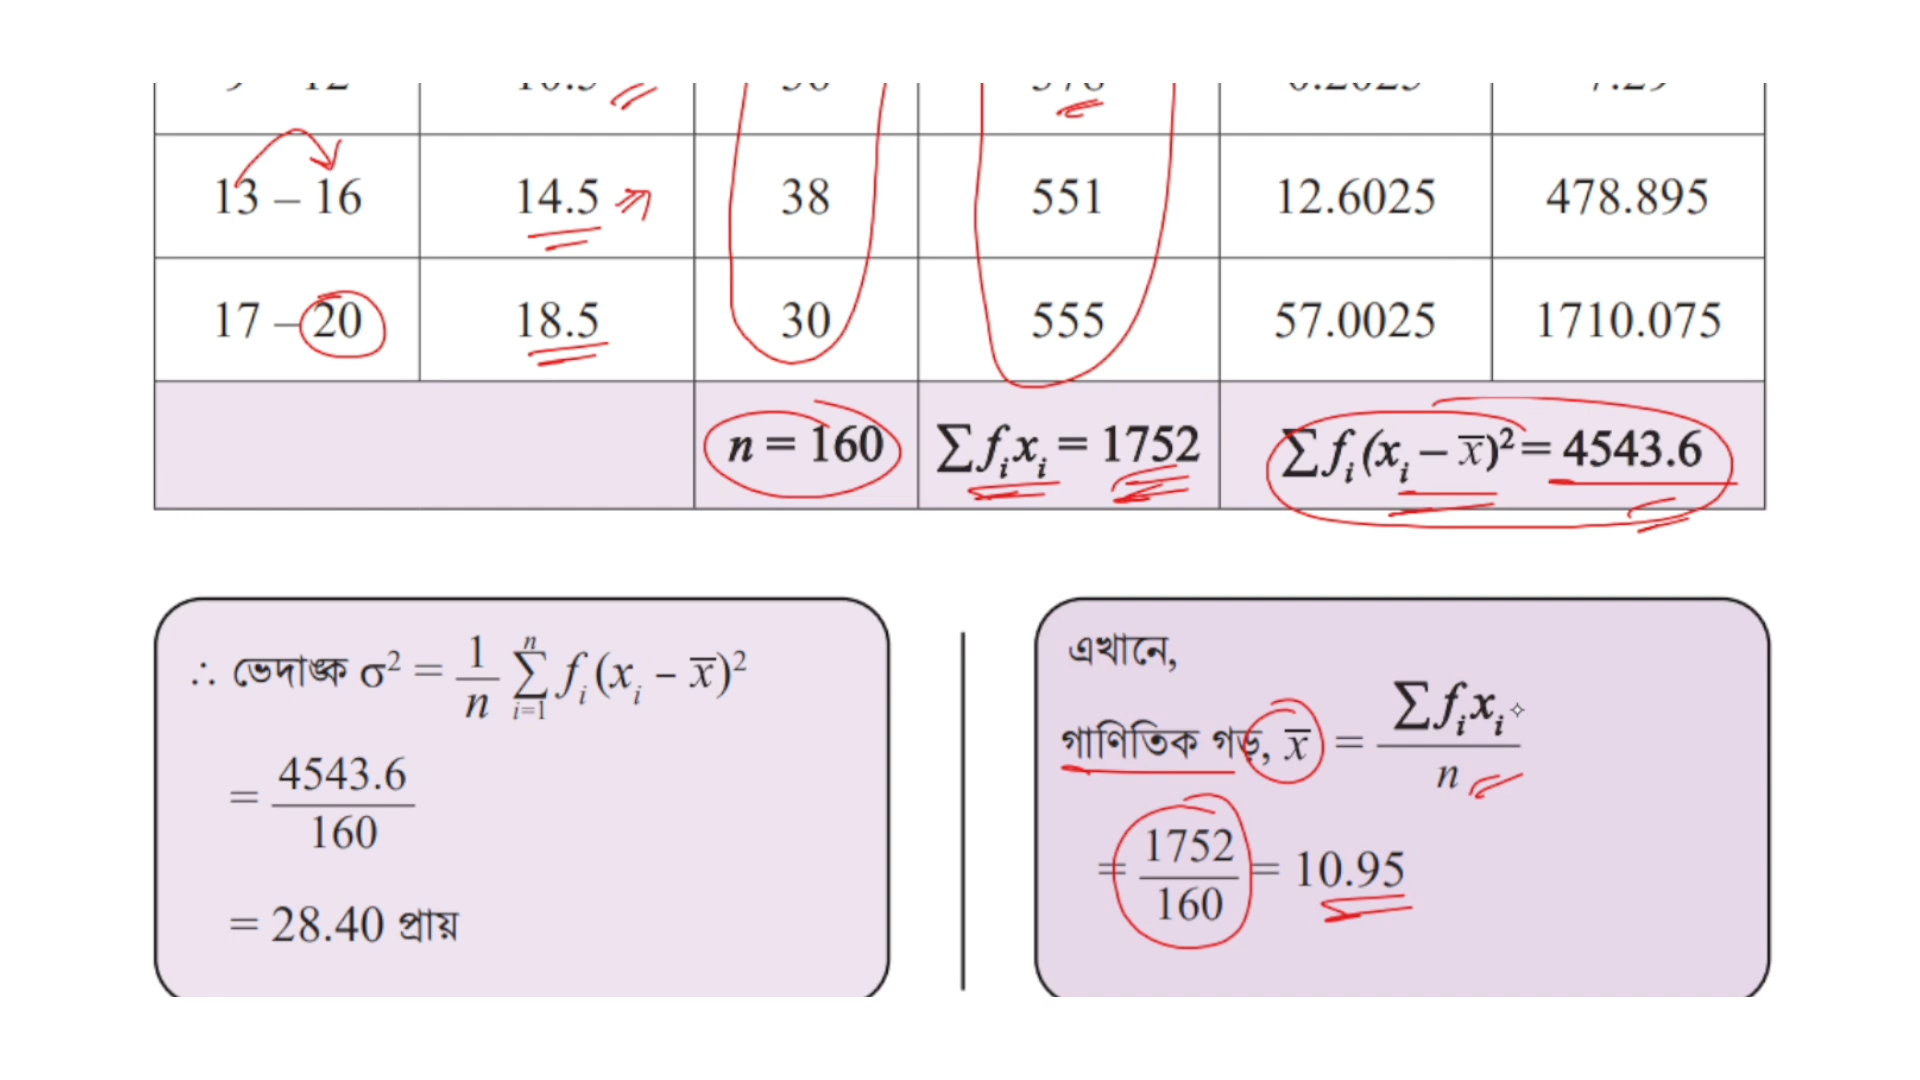 13 – 16 14.5 38 551 12.6025 478.895
17 – 20 18.5 30 555 57.0025 1710.075
n = 160 ∑fᵢxᵢ = 1752 ∑fᵢ(xᵢ – x̅)² = 4543.6
∴ ভেদাঙ্ক σ² = 1/n ∑ⁿᵢ₌₁ fᵢ(xᵢ – x̅)²
= 4543.6/160
= 28.40 প্রায়
এখানে,
গাণিতিক গড়, x̅ = ∑fᵢxᵢ/n
= 1752/160 = 10.95